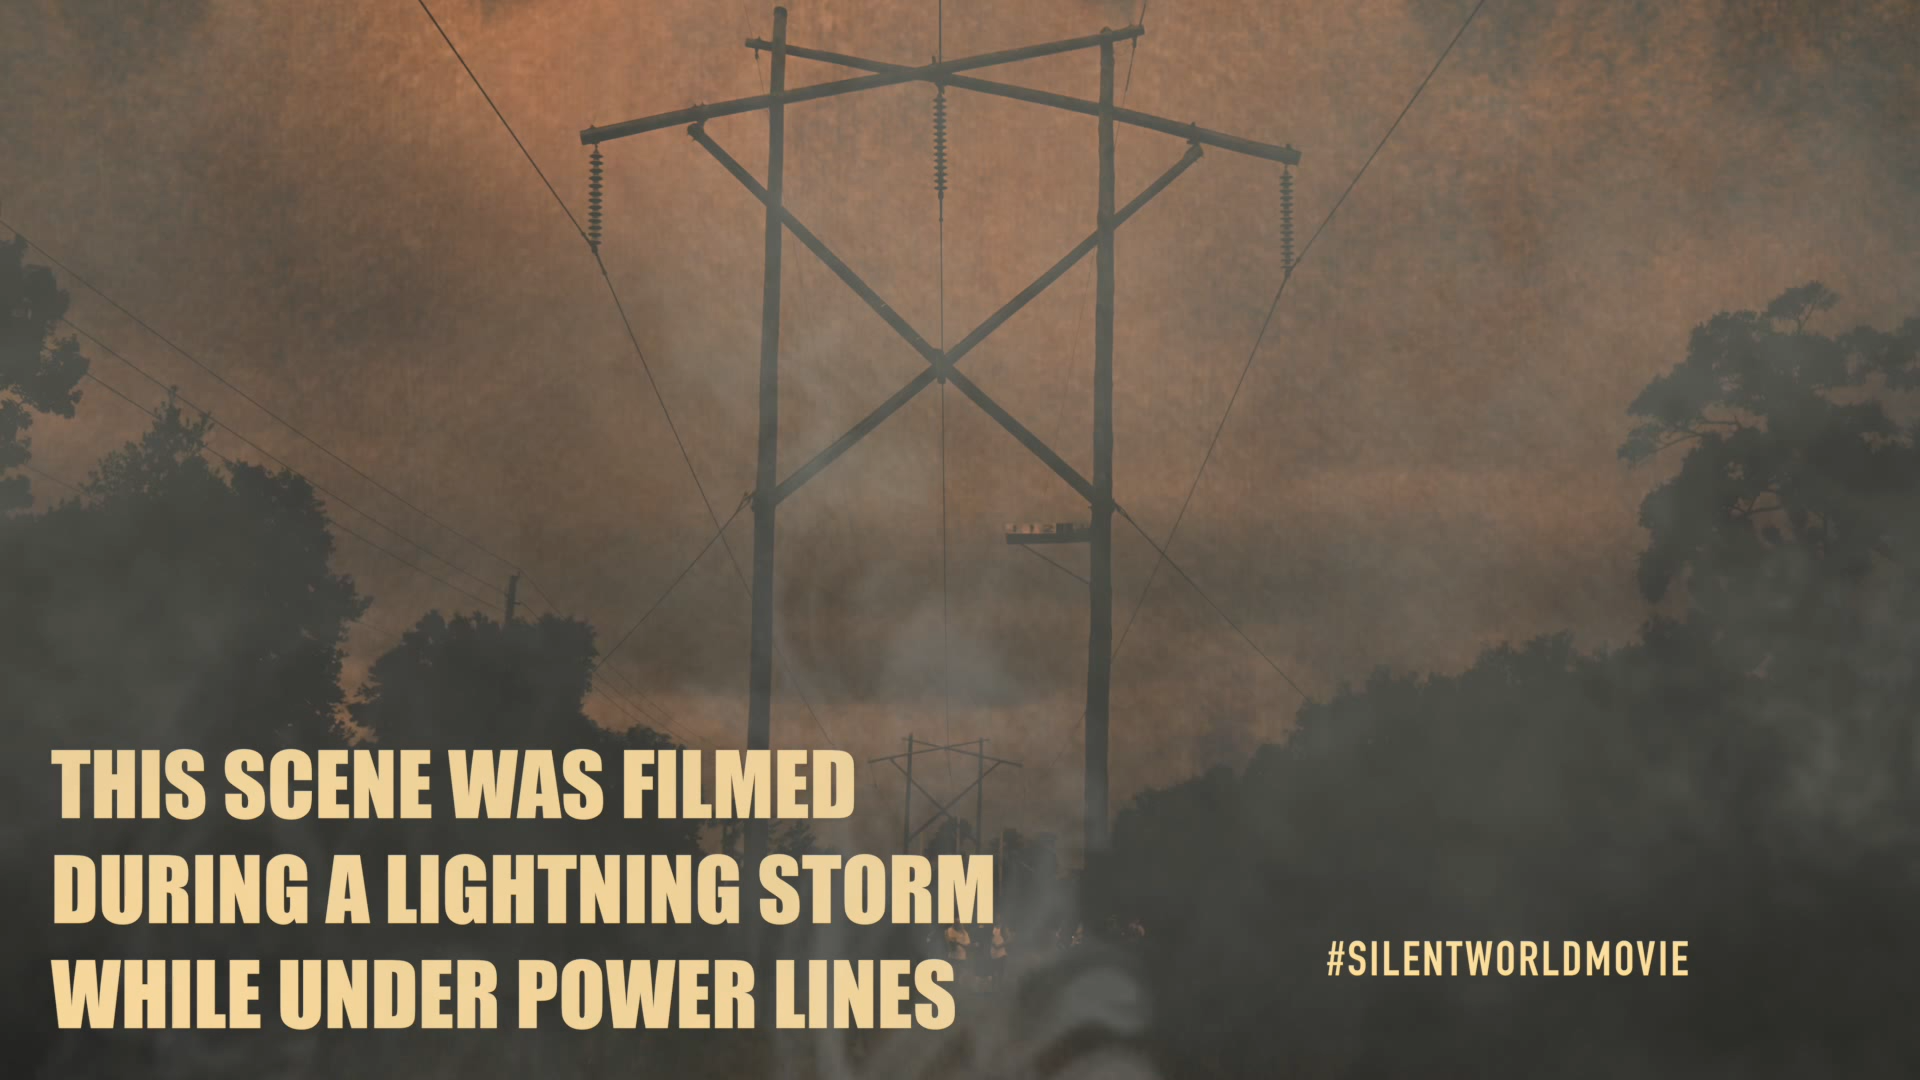 THIS SCENE WAS FILMED
DURING A LIGHTNING STORM
WHILE UNDER POWER LINES
#SILENTWORLDMOVIE